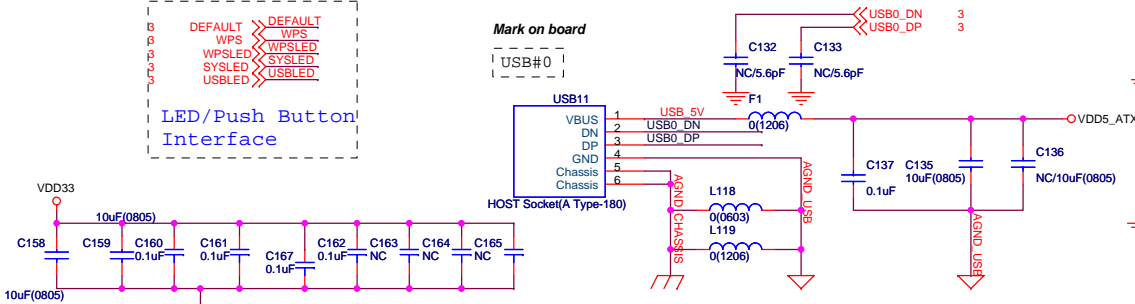 3 DEFAULT DEFAULT
3 WPS WPS
3 WPSLED WPSLED
3 SYSLED SYSLED
3 USBLED USBLED
LED/Push Button
Interface
Mark on board
USB#0
USB0_DN 3
USB0_DP 3
C132
NC/5.6pF
C133
NC/5.6pF
USB11
VBUS 1 USB_5V
DN 2 USB0_DN
DP 3 USB0_DP
GND 4
Chassis 5
Chassis 6
HOST Socket(A Type-180)
F1
0(1206)
VDD5_ATX
C137
0.1uF
C135
10uF(0805)
C136
NC/10uF(0805)
AGND_USB
AGND_CHASSIS
AGND_USB
L118
0(0603)
L119
0(1206)
VDD33
10uF(0805)
C158
10uF(0805)
C159
C160
0.1uF
C161
0.1uF
C167
0.1uF
C162
0.1uF
C163
NC
C164
NC
C165
NC